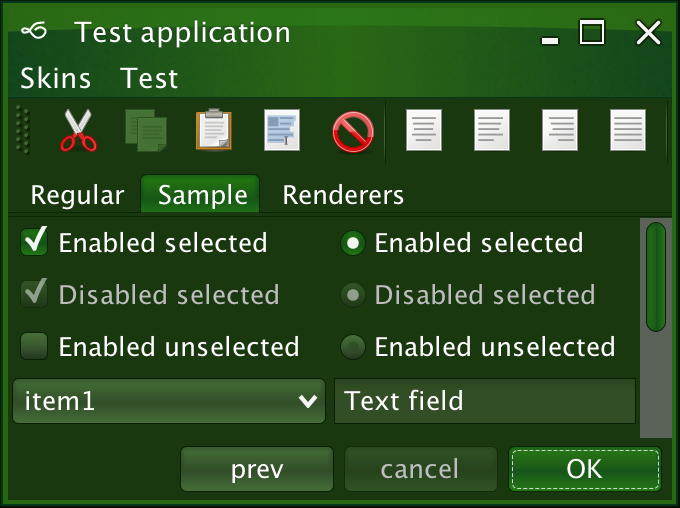 Test application
Skins Test
Regular Sample Renderers
Enabled selected Enabled selected
Disabled selected Disabled selected
Enabled unselected Enabled unselected
item1 Text field
prev cancel OK